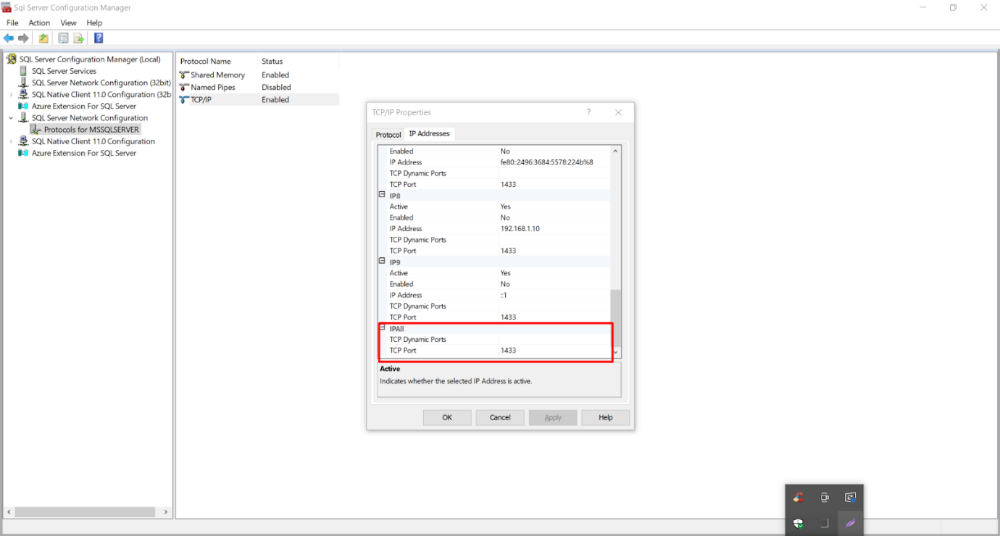 Sql Server Configuration Manager
File Action View Help
SQL Server Configuration Manager (Local)
SQL Server Services
SQL Server Network Configuration (32bit)
SQL Native Client 11.0 Configuration (32b
Azure Extension For SQL Server
SQL Server Network Configuration
Protocols for MSSQLSERVER
SQL Native Client 11.0 Configuration
Azure Extension For SQL Server
Protocol Name Status
Shared Memory Enabled
Named Pipes Disabled
TCP/IP Enabled
TCP/IP Properties
Protocol IP Addresses
Enabled No
IP Address fe80::2496:3684:5578:224b%8
TCP Dynamic Ports
TCP Port 1433
IP8
Active Yes
Enabled No
IP Address 192.168.1.10
TCP Dynamic Ports
TCP Port 1433
IP9
Active Yes
Enabled No
IP Address ::1
TCP Dynamic Ports
TCP Port 1433
IPAll
TCP Dynamic Ports
TCP Port 1433
Active
Indicates whether the selected IP Address is active.
OK Cancel Apply Help